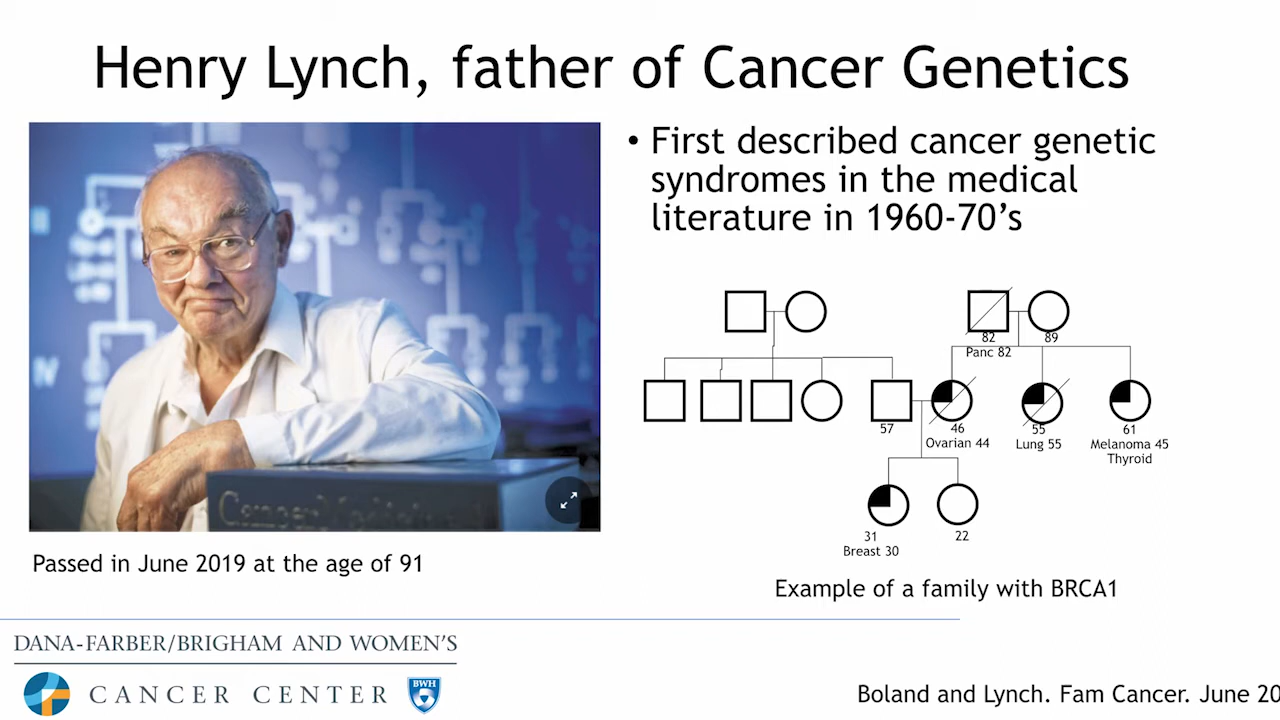 Henry Lynch, father of Cancer Genetics
• First described cancer genetic
syndromes in the medical
literature in 1960-70's
82
Panc 82
89
57
46
Ovarian 44
55
Lung 55
61
Melanoma 45
Thyroid
31
Breast 30
22
Example of a family with BRCA1
Passed in June 2019 at the age of 91
DANA-FARBER/BRIGHAM AND WOMEN'S
CANCER CENTER
BWH
Boland and Lynch. Fam Cancer. June 20